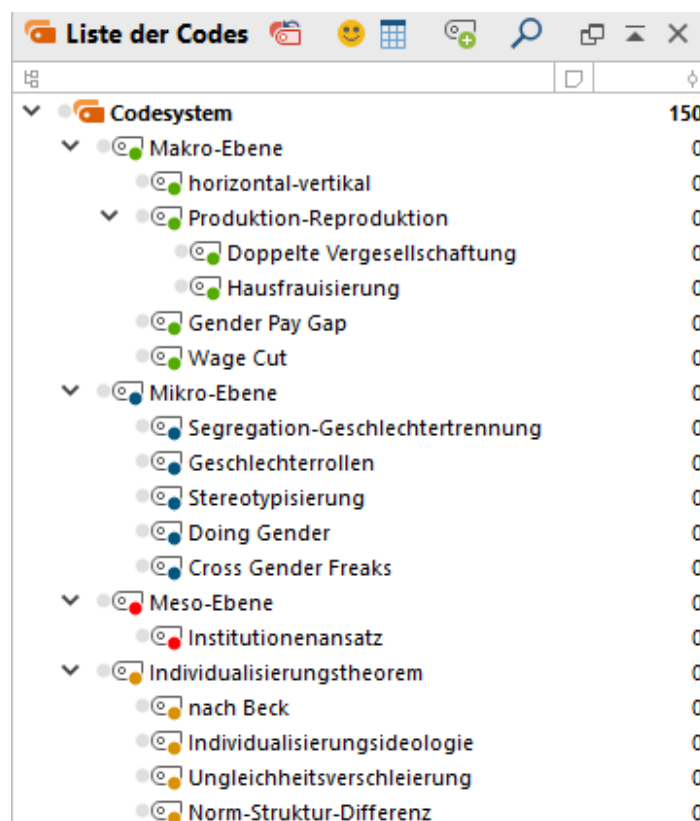 Liste der Codes
Codesystem 150
Makro-Ebene 0
horizontal-vertikal 0
Produktion-Reproduktion 0
Doppelte Vergesellschaftung 0
Hausfrauisierung 0
Gender Pay Gap 0
Wage Cut 0
Mikro-Ebene 0
Segregation-Geschlechtertrennung 0
Geschlechterrollen 0
Stereotypisierung 0
Doing Gender 0
Cross Gender Freaks 0
Meso-Ebene 0
Institutionenansatz 0
Individualisierungstheorem 0
nach Beck 0
Individualisierungsideologie 0
Ungleichheitsverschleierung 0
Norm-Struktur-Differenz 0